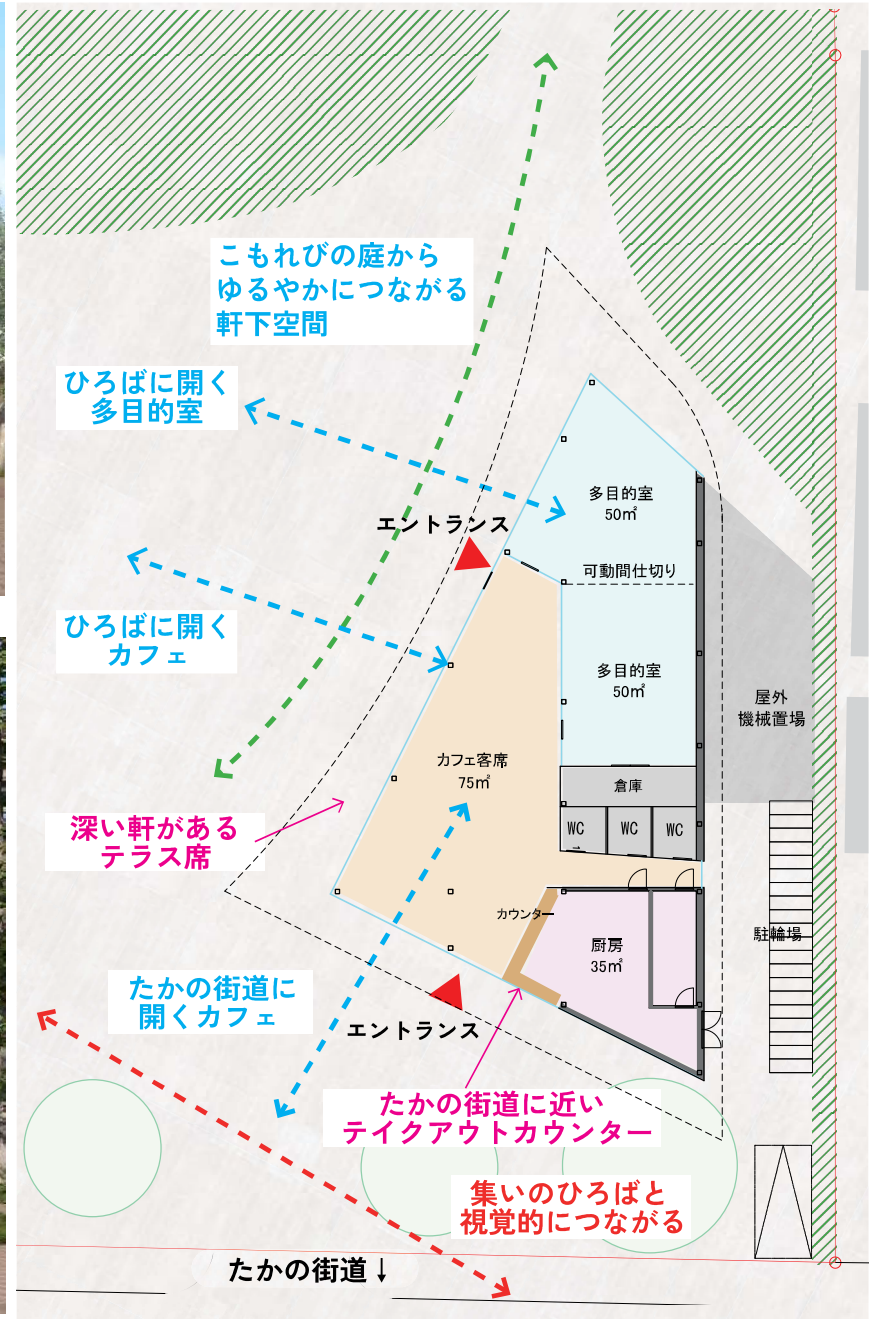 こもれびの庭から
ゆるやかにつながる
軒下空間
ひろばに開く
多目的室
エントランス
多目的室
50㎡
可動間仕切り
ひろばに開く
カフェ
多目的室
50㎡
屋外
機械置場
カフェ客席
75㎡
倉庫
WC
WC
WC
深い軒がある
テラス席
カウンター
厨房
35㎡
駐輪場
たかの街道に
開くカフェ
エントランス
たかの街道に近い
テイクアウトカウンター
集いのひろばと
視覚的につながる
たかの街道↓